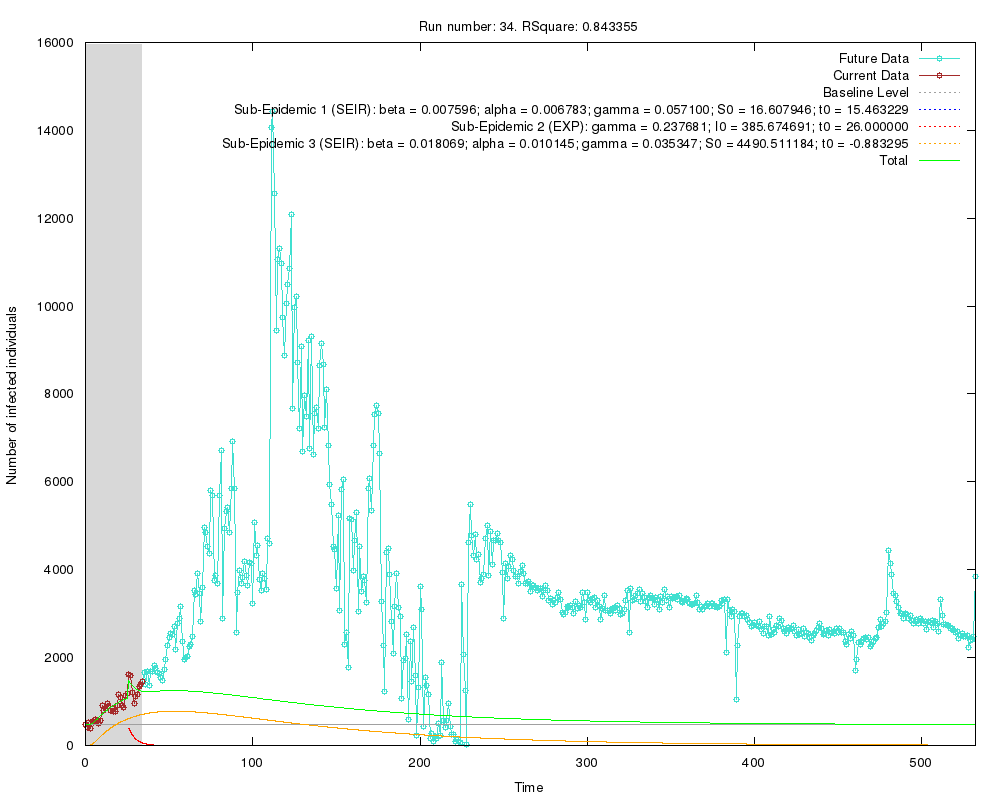 Run number: 34. RSquare: 0.843355
16000
14000
12000
10000
8000
6000
4000
2000
0
Number of infected individuals
Future Data
Current Data
Baseline Level
Sub-Epidemic 1 (SEIR): beta = 0.007596; alpha = 0.006783; gamma = 0.057100; S0 = 16.607946; t0 = 15.463229
Sub-Epidemic 2 (EXP): gamma = 0.237681; I0 = 385.674691; t0 = 26.000000
Sub-Epidemic 3 (SEIR): beta = 0.018069; alpha = 0.010145; gamma = 0.035347; S0 = 4490.511184; t0 = -0.883295
Total
0 100 200 300 400 500
Time